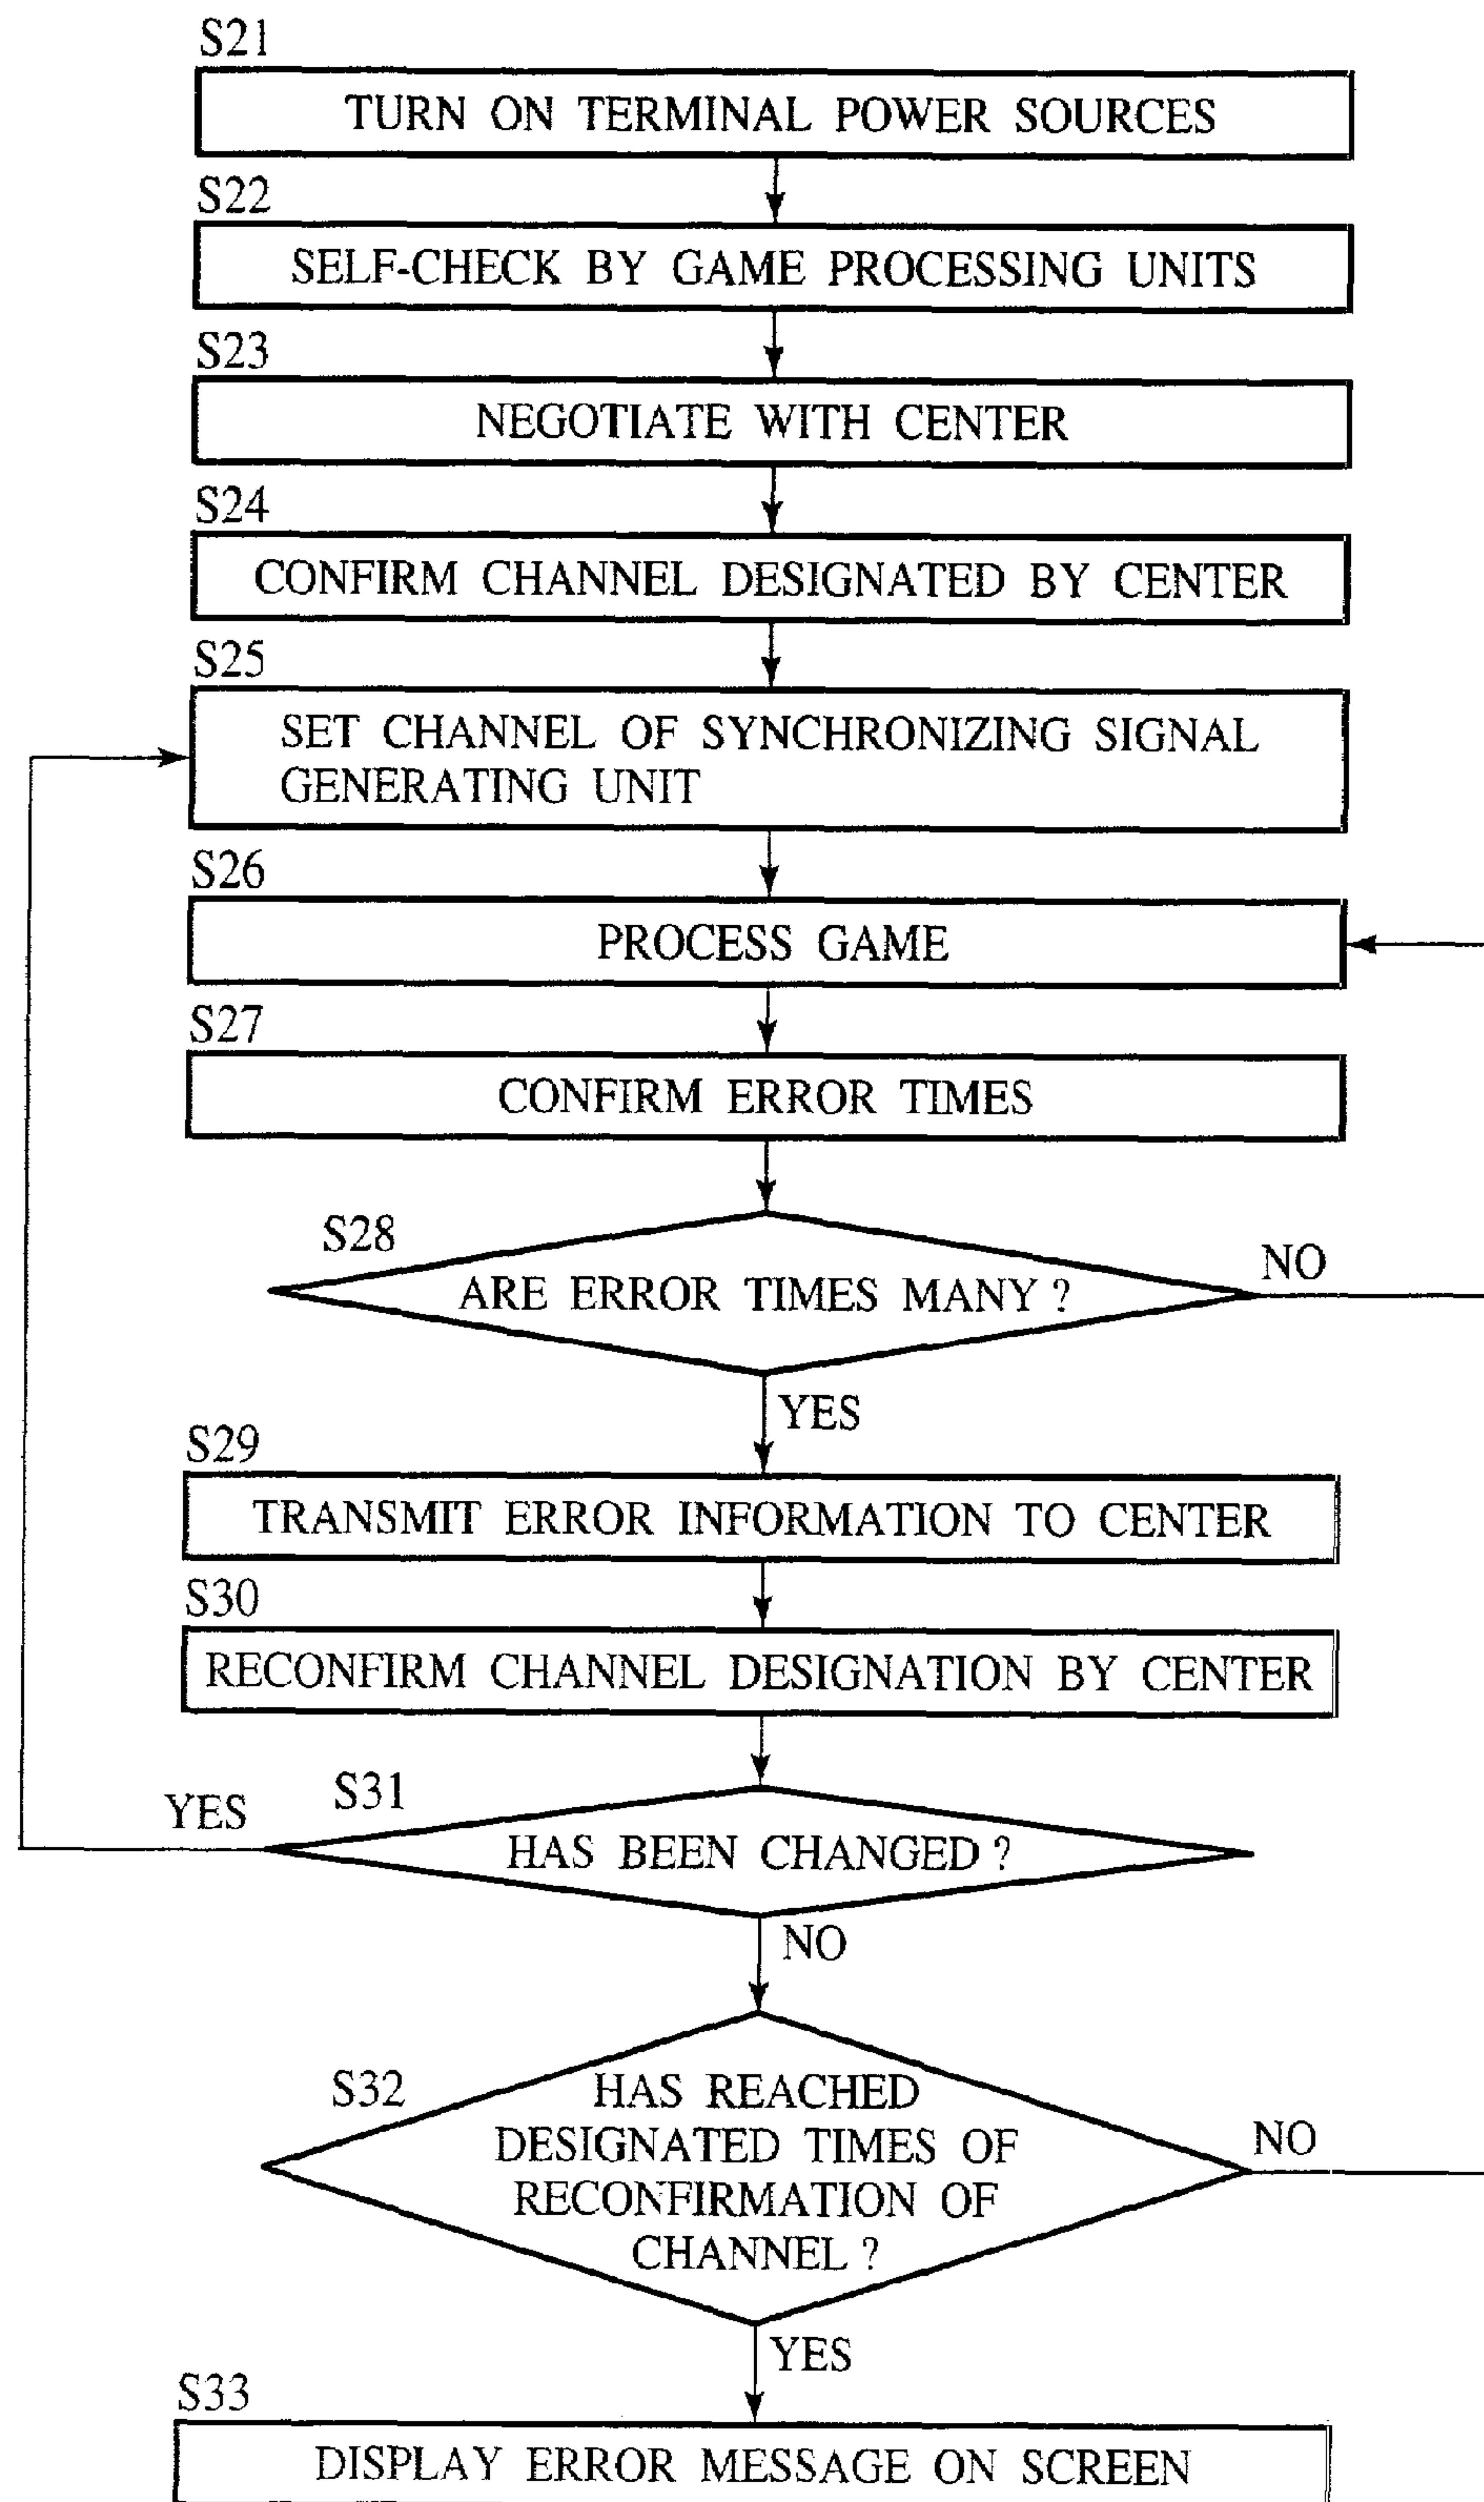 S21
TURN ON TERMINAL POWER SOURCES
S22
SELF-CHECK BY GAME PROCESSING UNITS
S23
NEGOTIATE WITH CENTER
S24
CONFIRM CHANNEL DESIGNATED BY CENTER
S25
SET CHANNEL OF SYNCHRONIZING SIGNAL
GENERATING UNIT
S26
PROCESS GAME
S27
CONFIRM ERROR TIMES
S28
ARE ERROR TIMES MANY ?
NO
YES
S29
TRANSMIT ERROR INFORMATION TO CENTER
S30
RECONFIRM CHANNEL DESIGNATION BY CENTER
S31
YES
HAS BEEN CHANGED ?
NO
S32
HAS REACHED
DESIGNATED TIMES OF
RECONFIRMATION OF
CHANNEL ?
NO
YES
S33
DISPLAY ERROR MESSAGE ON SCREEN